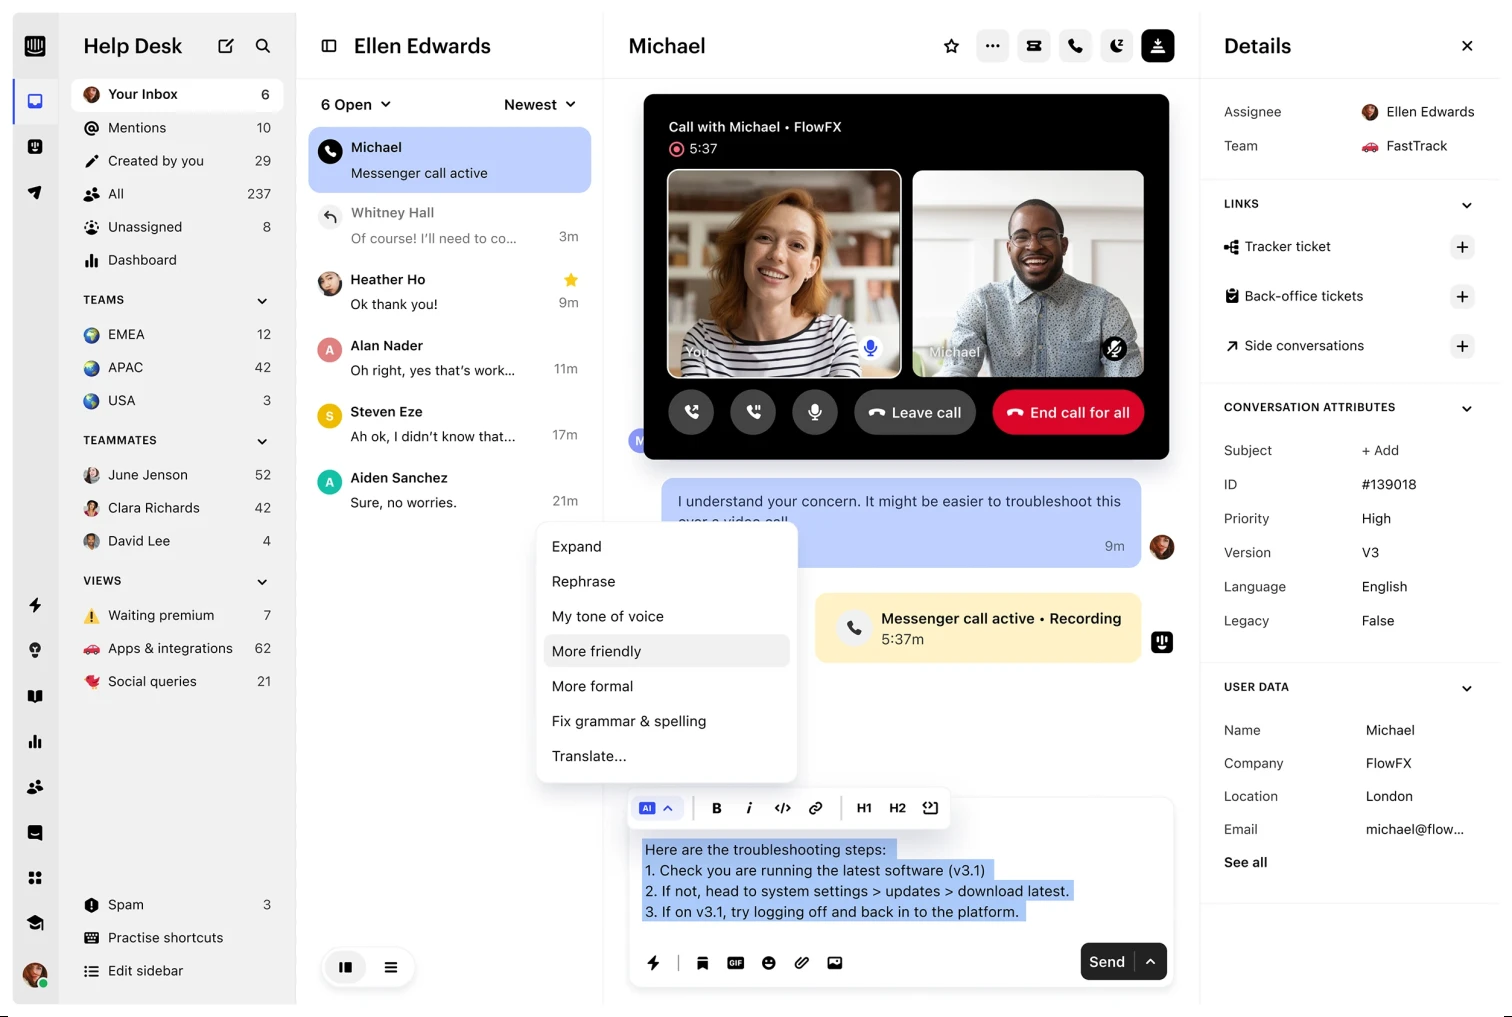 Help Desk
Your Inbox 6
Mentions 10
Created by you 29
All 237
Unassigned 8
Dashboard
TEAMS
EMEA 12
APAC 42
USA 3
TEAMMATES
June Jenson 52
Clara Richards 42
David Lee 4
VIEWS
Waiting premium 7
Apps & integrations 62
Social queries 21
Spam 3
Practise shortcuts
Edit sidebar
Ellen Edwards
6 Open Newest
Michael
Messenger call active
Whitney Hall
Of course! I'll need to co... 3m
Heather Ho
Ok thank you! 9m
A
Alan Nader
Oh right, yes that's work... 11m
S
Steven Eze
Ah ok, I didn't know that... 17m
A
Aiden Sanchez
Sure, no worries. 21m
Michael
Call with Michael • FlowFX
5:37
You
Michael
Leave call
End call for all
M
I understand your concern. It might be easier to troubleshoot this
over a video call.
9m
Messenger call active • Recording
5:37m
Expand
Rephrase
My tone of voice
More friendly
More formal
Fix grammar & spelling
Translate...
AI B i </> H1 H2
Here are the troubleshooting steps:
1. Check you are running the latest software (v3.1)
2. If not, head to system settings > updates > download latest.
3. If on v3.1, try logging off and back in to the platform.
GIF
Send
Details
Assignee Ellen Edwards
Team FastTrack
LINKS
Tracker ticket
Back-office tickets
Side conversations
CONVERSATION ATTRIBUTES
Subject + Add
ID #139018
Priority High
Version V3
Language English
Legacy False
USER DATA
Name Michael
Company FlowFX
Location London
Email michael@flow...
See all